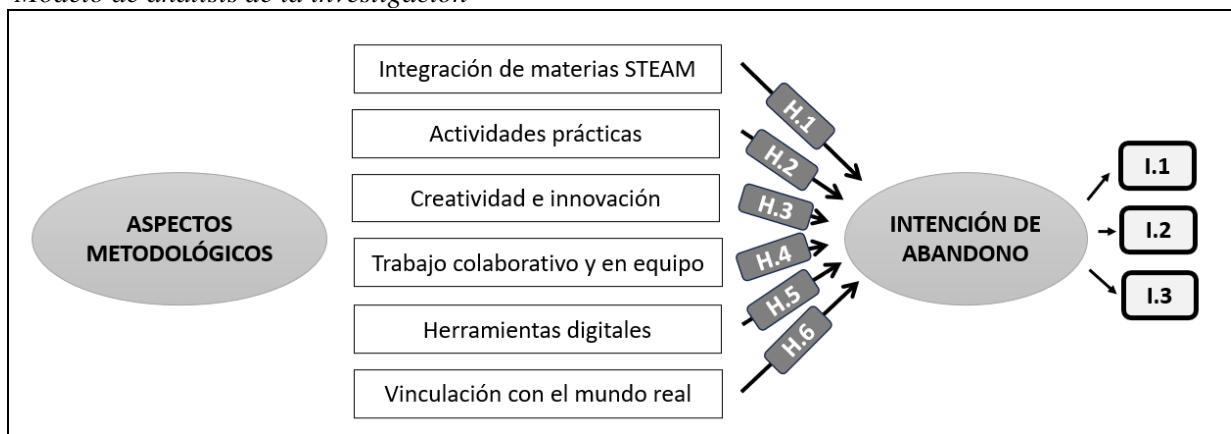 Modelo de análisis de la investigación
Integración de materias STEAM
Actividades prácticas
Creatividad e innovación
Trabajo colaborativo y en equipo
Herramientas digitales
Vinculación con el mundo real
ASPECTOS
METODOLÓGICOS
H.1
H.2
H.3
H.4
H.5
H.6
INTENCIÓN DE
ABANDONO
I.1
I.2
I.3